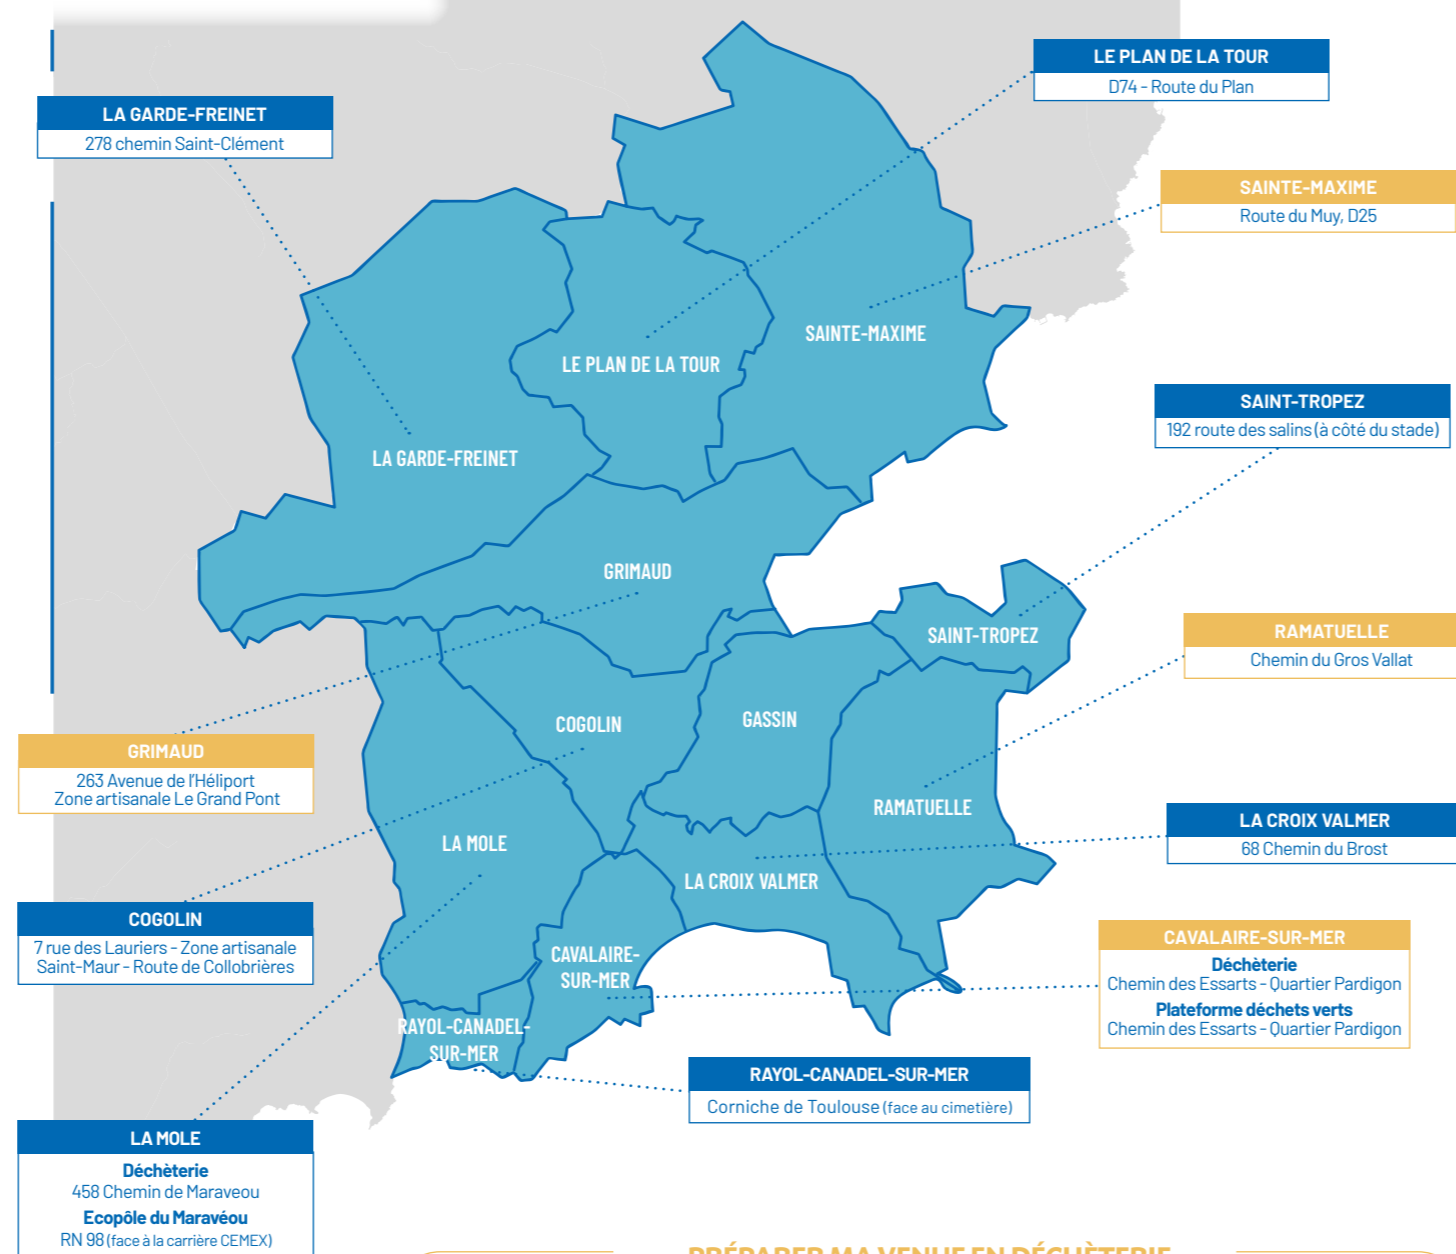 LE PLAN DE LA TOUR
D74 - Route du Plan
LA GARDE-FREINET
278 chemin Saint-Clément
SAINTE-MAXIME
Route du Muy, D25
SAINTE-MAXIME
LE PLAN DE LA TOUR
SAINT-TROPEZ
192 route des salins (à côté du stade)
LA GARDE-FREINET
GRIMAUD
SAINT-TROPEZ
RAMATUELLE
Chemin du Gros Vallat
COGOLIN
GASSIN
GRIMAUD
263 Avenue de l'Héliport
Zone artisanale Le Grand Pont
RAMATUELLE
LA CROIX VALMER
68 Chemin du Brost
LA MOLE
LA CROIX VALMER
COGOLIN
7 rue des Lauriers - Zone artisanale
Saint-Maur - Route de Collobrières
CAVALAIRE-
SUR-MER
CAVALAIRE-SUR-MER
Déchèterie
Chemin des Essarts - Quartier Pardigon
Plateforme déchets verts
Chemin des Essarts - Quartier Pardigon
RAYOL-CANADEL-
SUR-MER
RAYOL-CANADEL-SUR-MER
Corniche de Toulouse (face au cimetière)
LA MOLE
Déchèterie
458 Chemin de Maraveou
Ecopôle du Maravéou
RN 98 (face à la carrière CEMEX)
PRÉPARER MA VENUE EN DÉCHÈTERIE